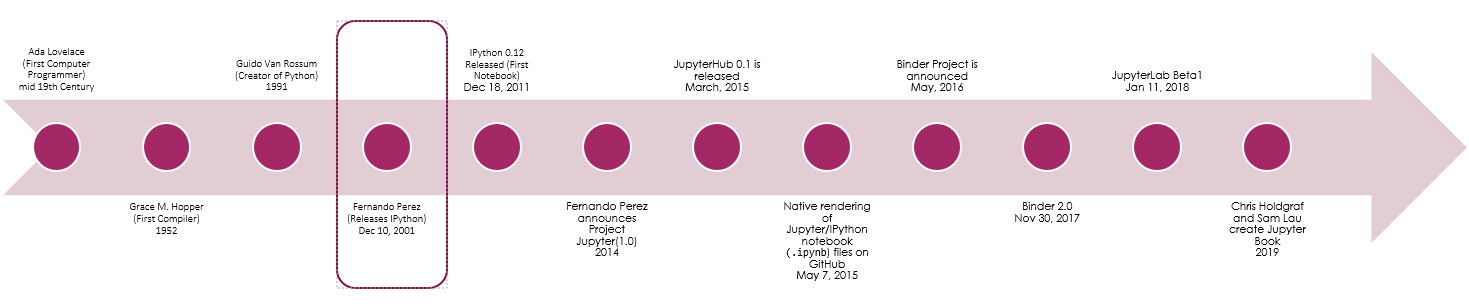 Ada Lovelace
(First Computer
Programmer)
mid 19th Century
Grace M. Hopper
(First Compiler)
1952
Guido Van Rossum
(Creator of Python)
1991
Fernando Perez
(Releases IPython)
Dec 10, 2001
IPython 0.12
Released (First
Notebook)
Dec 18, 2011
Fernando Perez
announces
Project
Jupyter(1.0)
2014
JupyterHub 0.1 is
released
March, 2015
Native rendering
of
Jupyter/IPython
notebook
(.ipynb) files on
GitHub
May 7, 2015
Binder Project is
announced
May, 2016
Binder 2.0
Nov 30, 2017
JupyterLab Beta1
Jan 11, 2018
Chris Holdgraf
and Sam Lau
create Jupyter
Book
2019